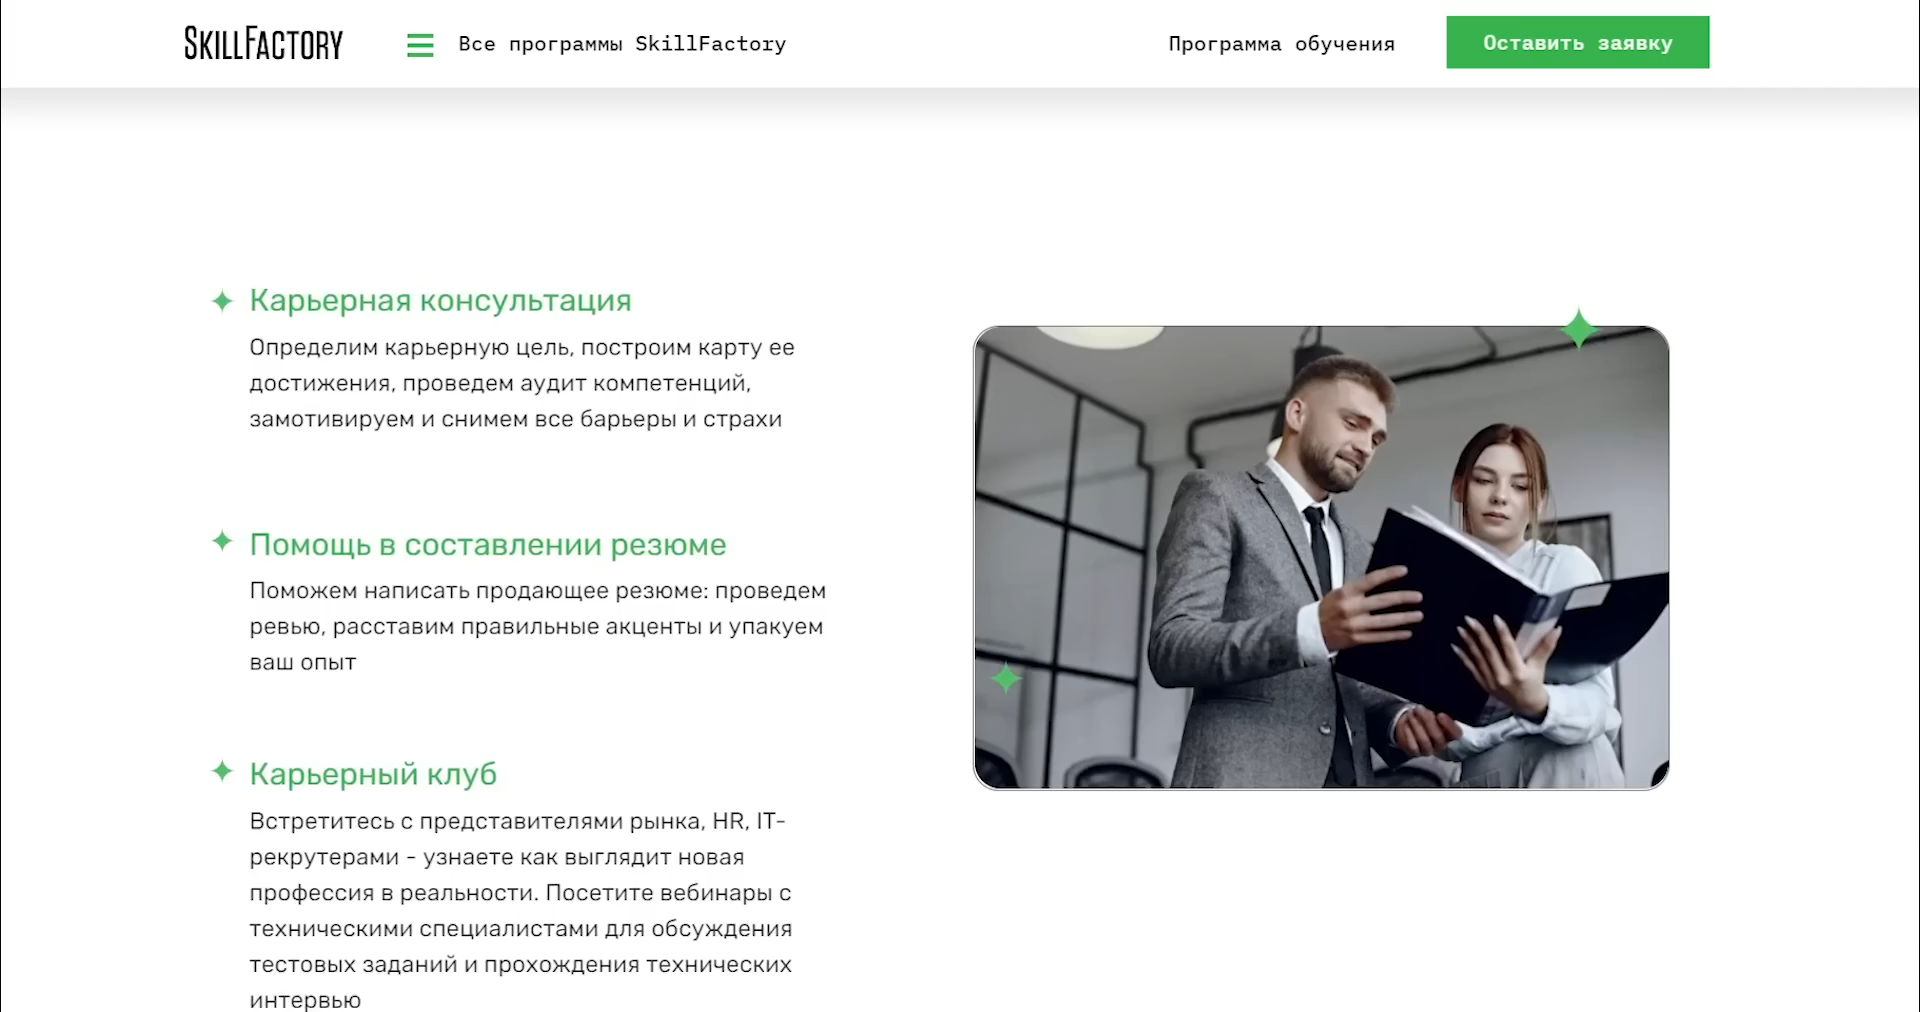 SKILLFACTORY
Все программы SkillFactory
Программа обучения
Оставить заявку
Карьерная консультация
Определим карьерную цель, построим карту ее
достижения, проведем аудит компетенций,
замотивируем и снимем все барьеры и страхи
Помощь в составлении резюме
Поможем написать продающее резюме: проведем
ревью, расставим правильные акценты и упакуем
ваш опыт
Карьерный клуб
Встретитесь с представителями рынка, HR, IT-
рекрутерами - узнаете как выглядит новая
профессия в реальности. Посетите вебинары с
техническими специалистами для обсуждения
тестовых заданий и прохождения технических
интервью